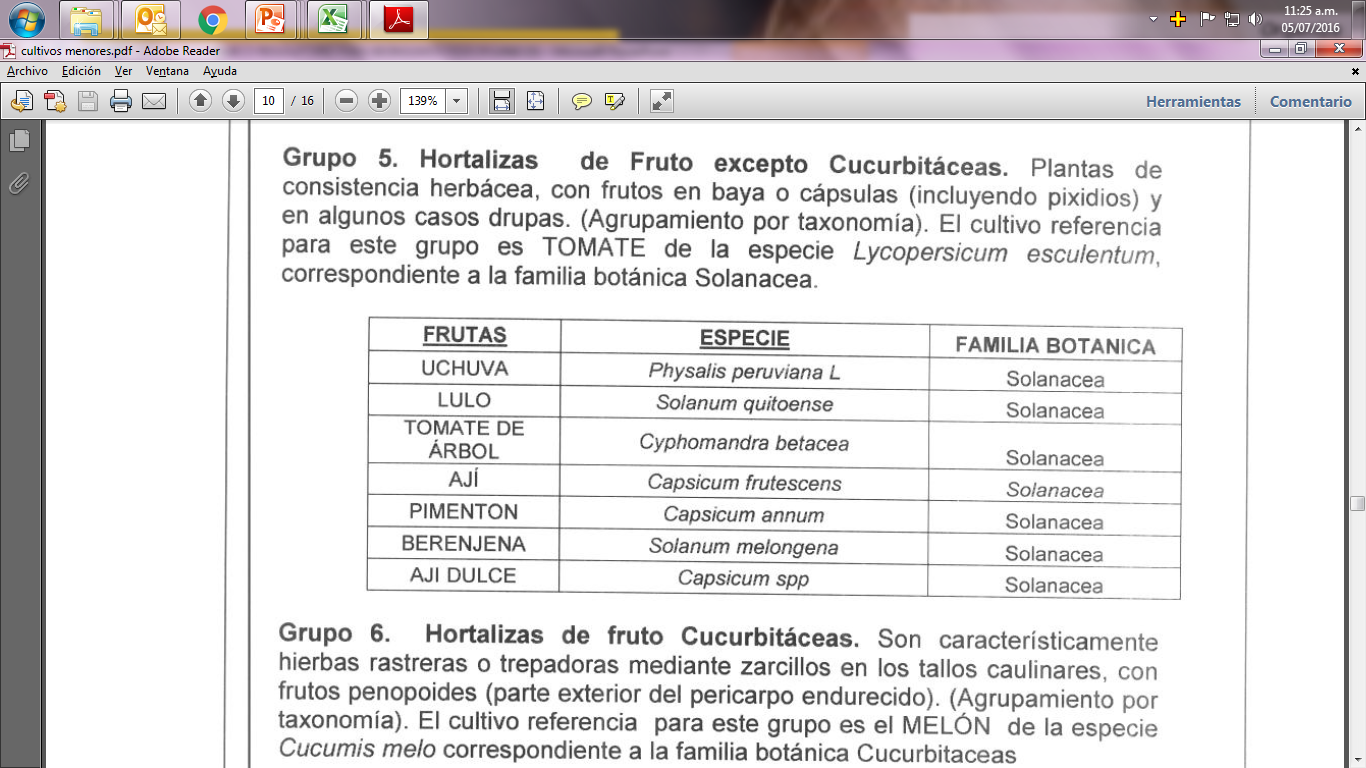 11:25 a.m.
05/07/2016
cultivos menores.pdf - Adobe Reader
Archivo Edición Ver Ventana Ayuda
10 / 16 139% Herramientas Comentario
Grupo 5. Hortalizas de Fruto excepto Cucurbitáceas. Plantas de
consistencia herbácea, con frutos en baya o cápsulas (incluyendo pixidios) y
en algunos casos drupas. (Agrupamiento por taxonomía). El cultivo referencia
para este grupo es TOMATE de la especie Lycopersicum esculentum,
correspondiente a la familia botánica Solanacea.
FRUTAS ESPECIE FAMILIA BOTANICA
UCHUVA Physalis peruviana L Solanacea
LULO Solanum quitoense Solanacea
TOMATE DE
ÁRBOL Cyphomandra betacea Solanacea
AJÍ Capsicum frutescens Solanacea
PIMENTON Capsicum annum Solanacea
BERENJENA Solanum melongena Solanacea
AJI DULCE Capsicum spp Solanacea
Grupo 6. Hortalizas de fruto Cucurbitáceas. Son característicamente
hierbas rastreras o trepadoras mediante zarcillos en los tallos caulinares, con
frutos penopoides (parte exterior del pericarpo endurecido). (Agrupamiento por
taxonomía). El cultivo referencia para este grupo es el MELÓN de la especie
Cucumis melo correspondiente a la familia botánica Cucurbitaceas